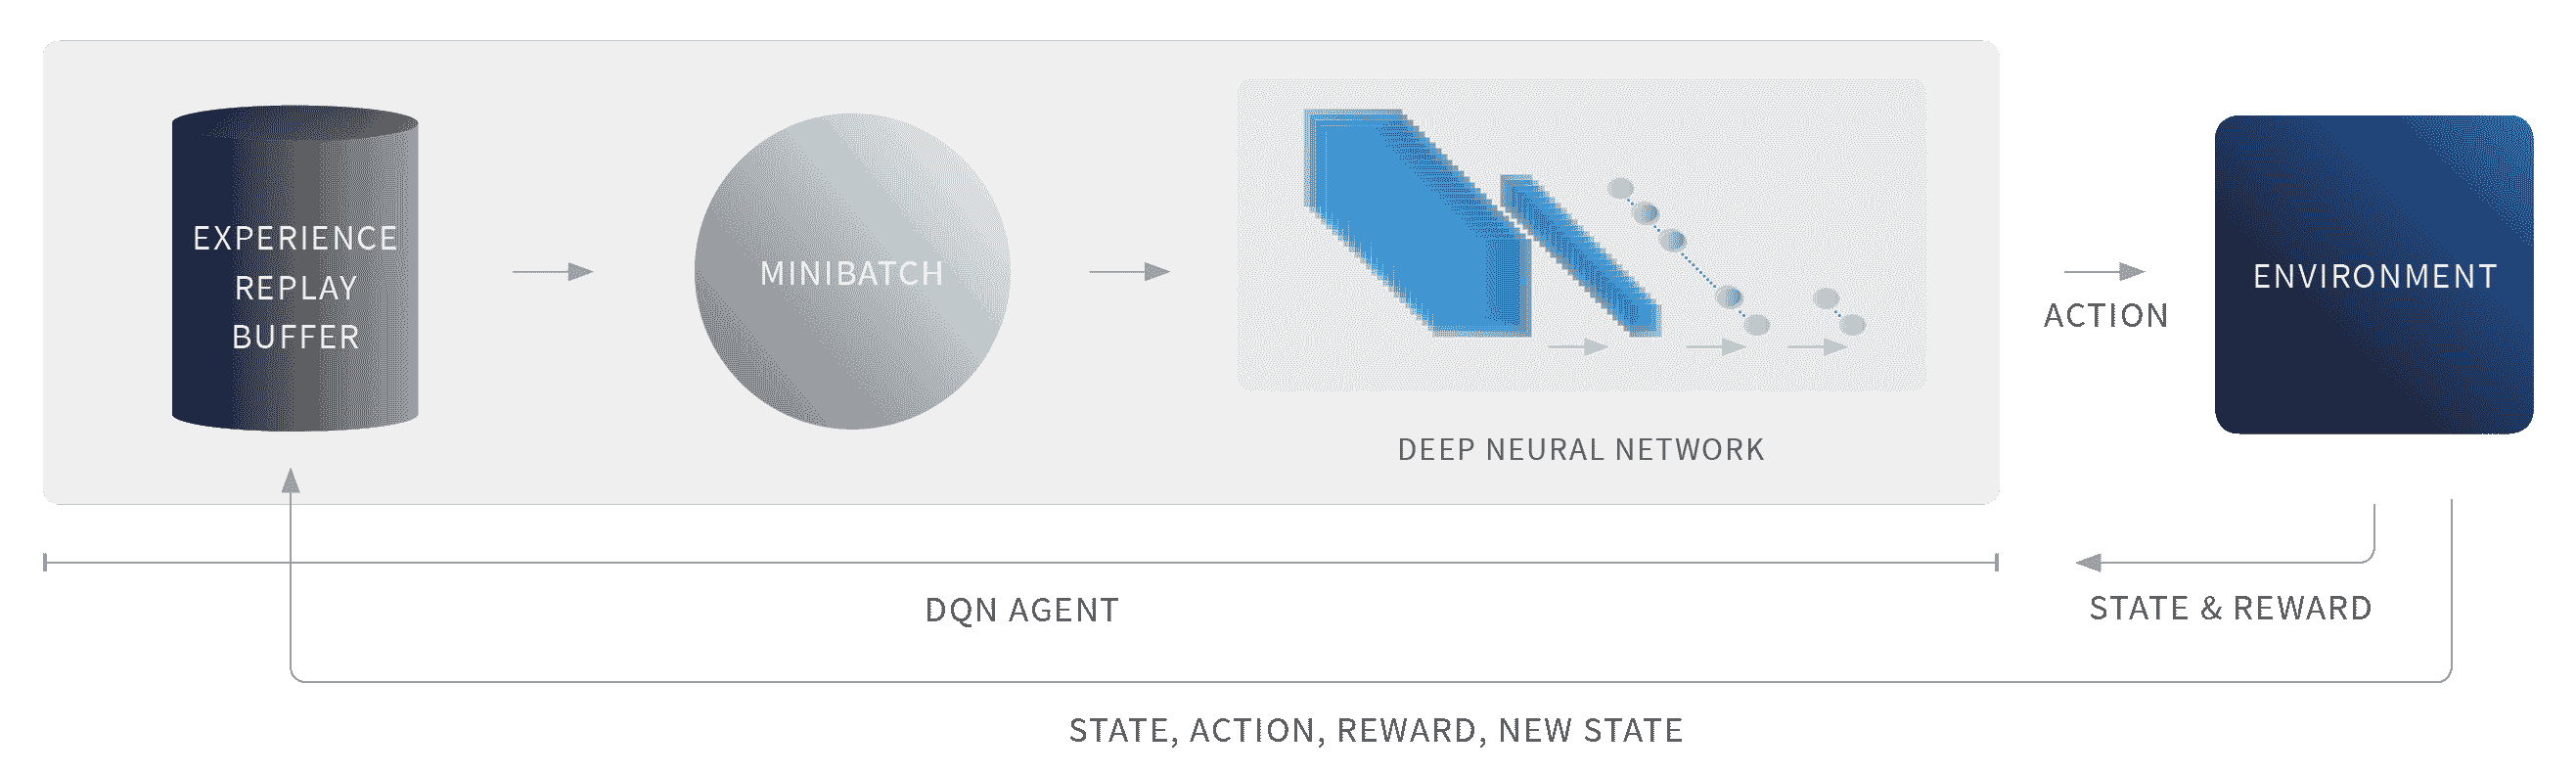 EXPERIENCE
REPLAY
BUFFER
MINIBATCH
DEEP NEURAL NETWORK
ACTION
ENVIRONMENT
DQN AGENT
STATE & REWARD
STATE, ACTION, REWARD, NEW STATE